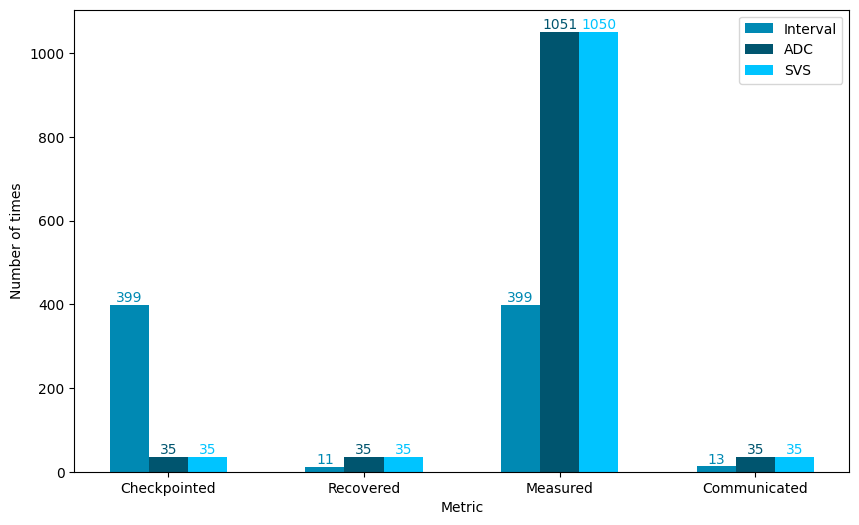 Interval
ADC
SVS
Number of times
1000
800
600
400
200
0
399
35
35
11
35
35
399
1051
1050
13
35
35
Checkpointed
Recovered
Measured
Communicated
Metric